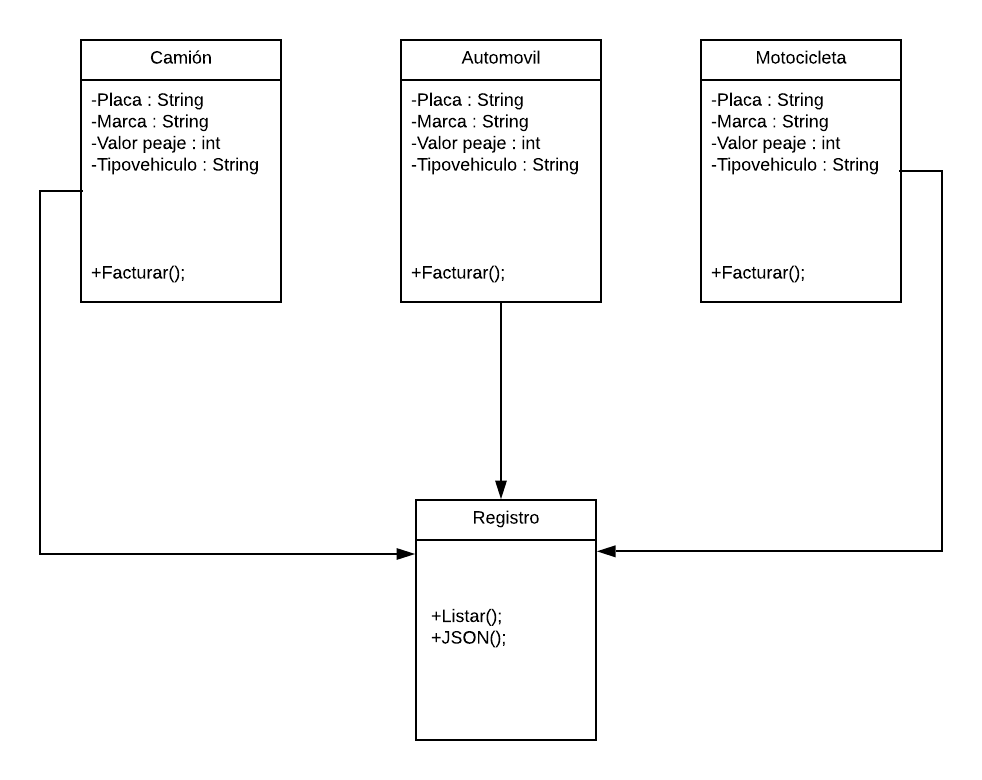 Camión
-Placa : String
-Marca : String
-Valor peaje : int
-Tipovehiculo : String
+Facturar();
Automovil
-Placa : String
-Marca : String
-Valor peaje : int
-Tipovehiculo : String
+Facturar();
Motocicleta
-Placa : String
-Marca : String
-Valor peaje : int
-Tipovehiculo : String
+Facturar();
Registro
+Listar();
+JSON();